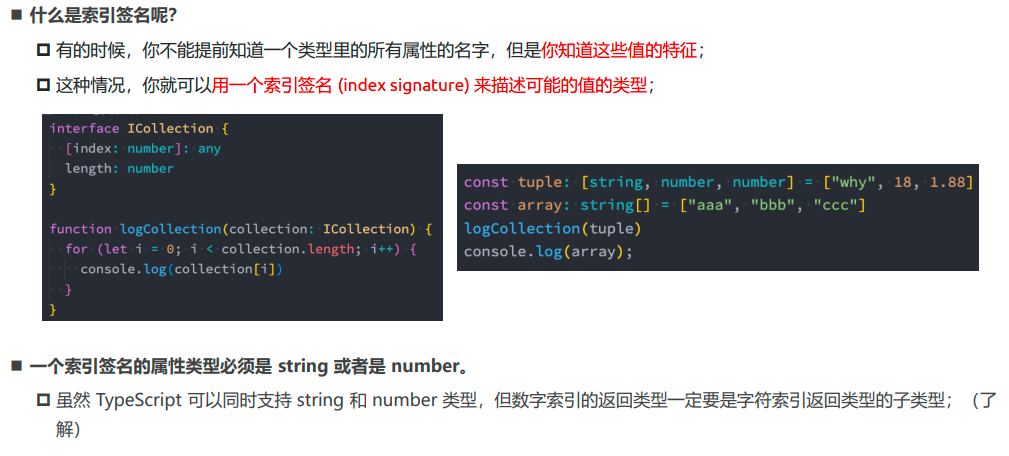 什么是索引签名呢?
有的时候，你不能提前知道一个类型里的所有属性的名字，但是你知道这些值的特征；
这种情况，你就可以用一个索引签名 (index signature) 来描述可能的值的类型；
interface ICollection {
[index: number]: any
length: number
}
function logCollection(collection: ICollection) {
for (let i = 0; i < collection.length; i++) {
console.log(collection[i])
}
}
const tuple: [string, number, number] = ["why", 18, 1.88]
const array: string[] = ["aaa", "bbb", "ccc"]
logCollection(tuple)
console.log(array);
一个索引签名的属性类型必须是 string 或者是 number。
虽然 TypeScript 可以同时支持 string 和 number 类型，但数字索引的返回类型一定要是字符索引返回类型的子类型；（了
解）